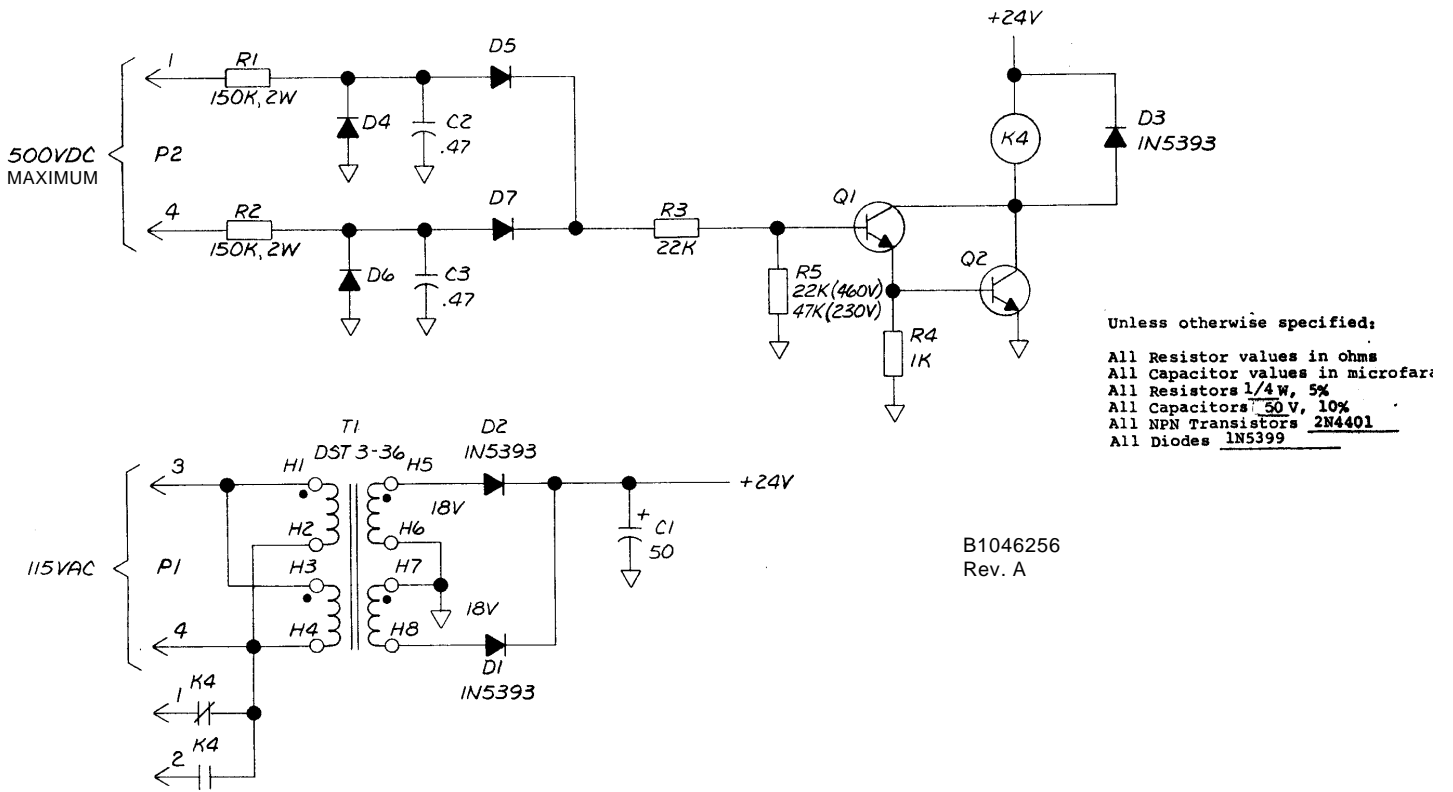 +24V
D5
1
R1
150K, 2W
D4
C2
.47
K4
D3
1N5393
500VDC
MAXIMUM
P2
4
R2
150K, 2W
D7
D6
C3
.47
R3
22K
Q1
Q2
R5
22K(460V)
47K(230V)
R4
1K
Unless otherwise specified:
All Resistor values in ohms
All Capacitor values in microfara
All Resistors 1/4 W, 5%
All Capacitors 50 V, 10%
All NPN Transistors 2N4401
All Diodes 1N5399
T1
DST 3-36
D2
1N5393
3
H1
H5
18V
+24V
H2
H6
+
C1
50
115VAC
P1
H3
H7
18V
4
H4
H8
D1
1N5393
B1046256
Rev. A
1
K4
2
K4